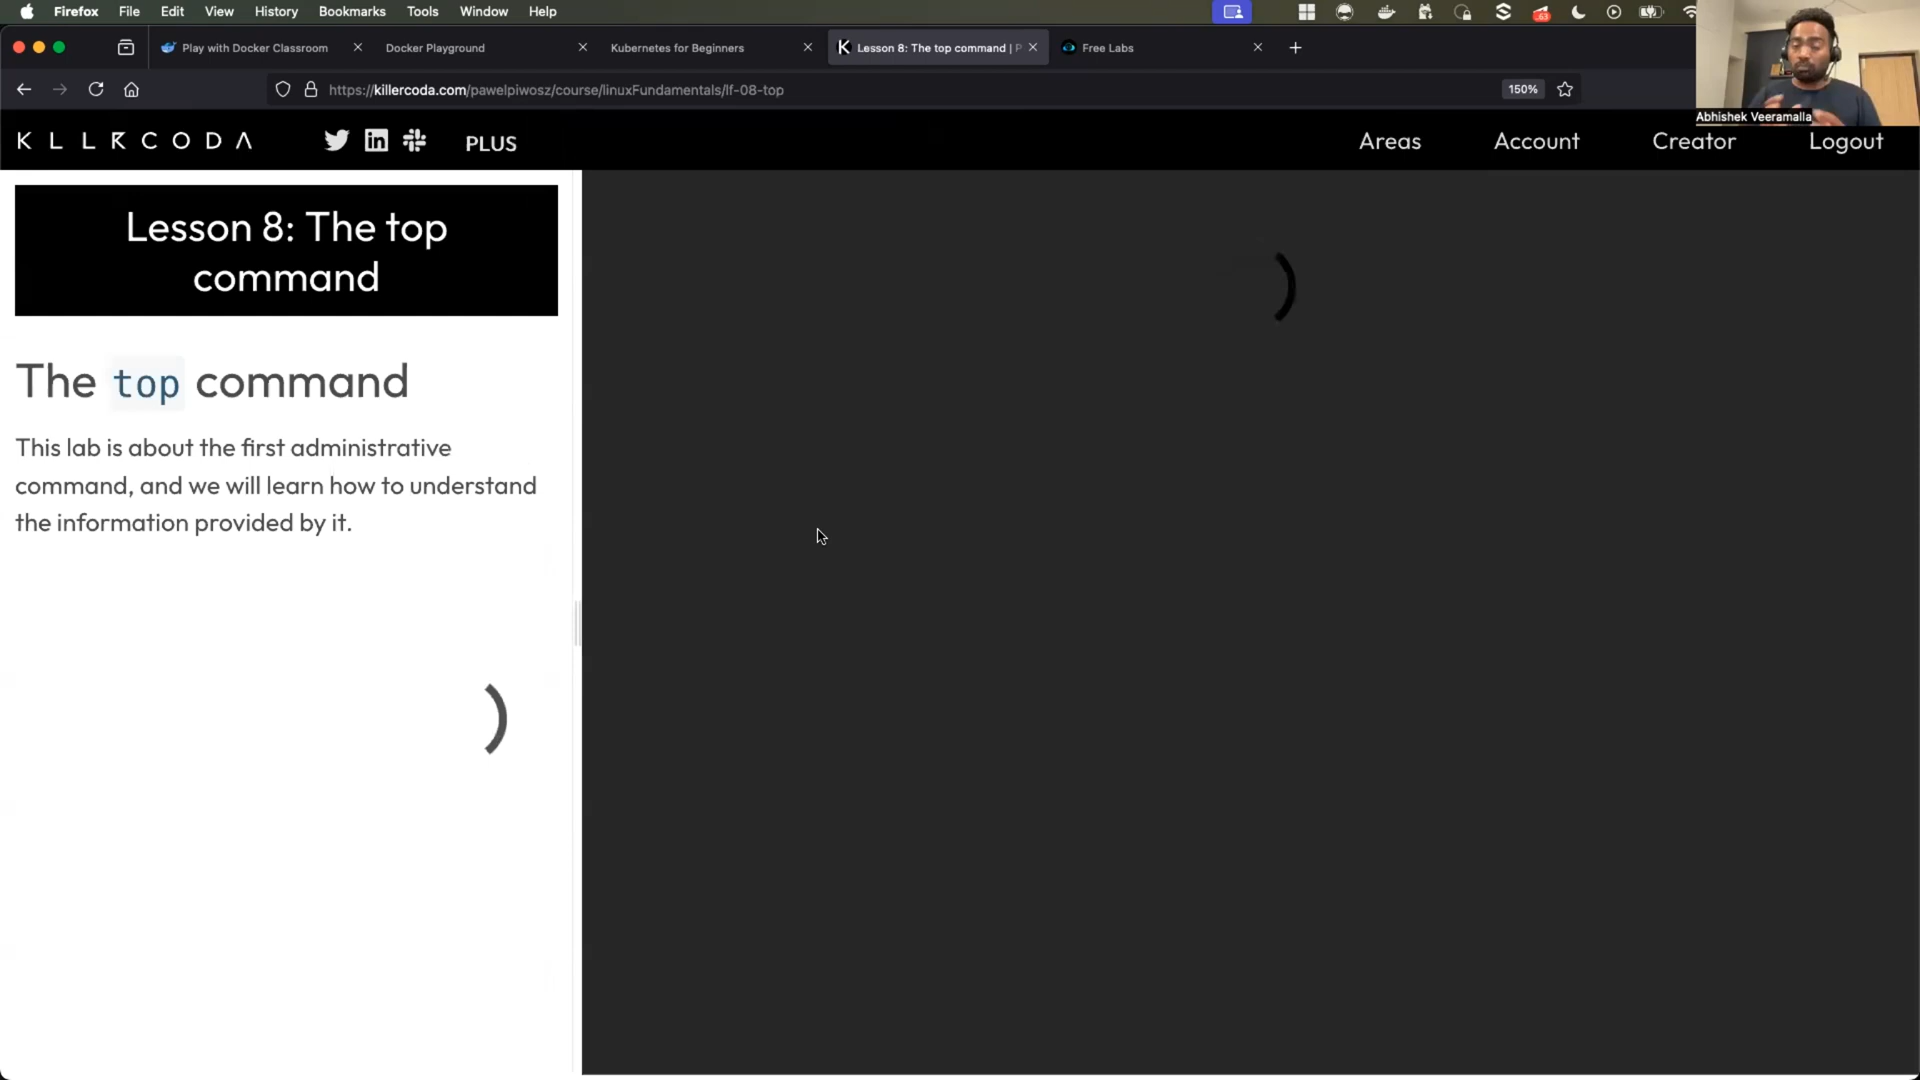 Firefox File Edit View History Bookmarks Tools Window Help
63
Play with Docker Classroom Docker Playground Kubernetes for Beginners Lesson 8: The top command | P Free Labs
https://killercoda.com/pawelpiwosz/course/linuxFundamentals/lf-08-top 150%
Abhishek Veeramalla
KLLRCODA PLUS Areas Account Creator Logout
Lesson 8: The top
command
The top command
This lab is about the first administrative
command, and we will learn how to understand
the information provided by it.